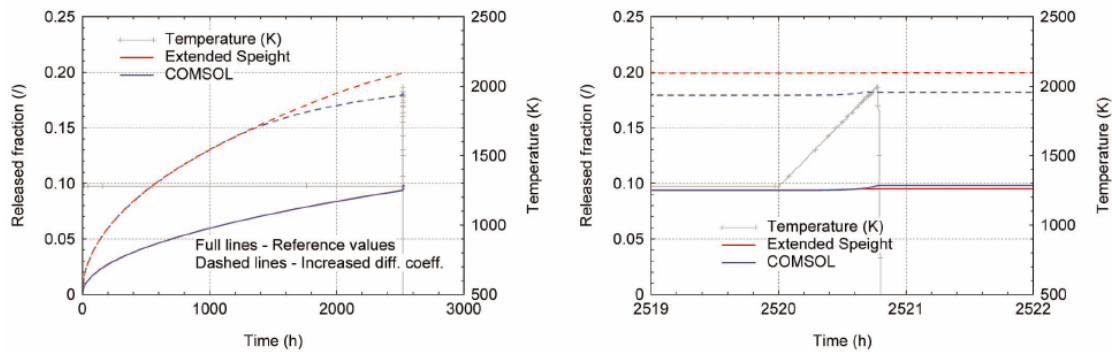 0.25
0.20
0.15
0.10
0.05
0
Released fraction (/)
2500
2000
1500
1000
500
Temperature (K)
Temperature (K)
Extended Speight
COMSOL
Full lines - Reference values
Dashed lines - Increased diff. coeff.
0 1000 2000 3000
Time (h)
0.25
0.20
0.15
0.10
0.05
0
Released fraction (/)
2500
2000
1500
1000
500
Temperature (K)
Temperature (K)
Extended Speight
COMSOL
2519 2520 2521 2522
Time (h)